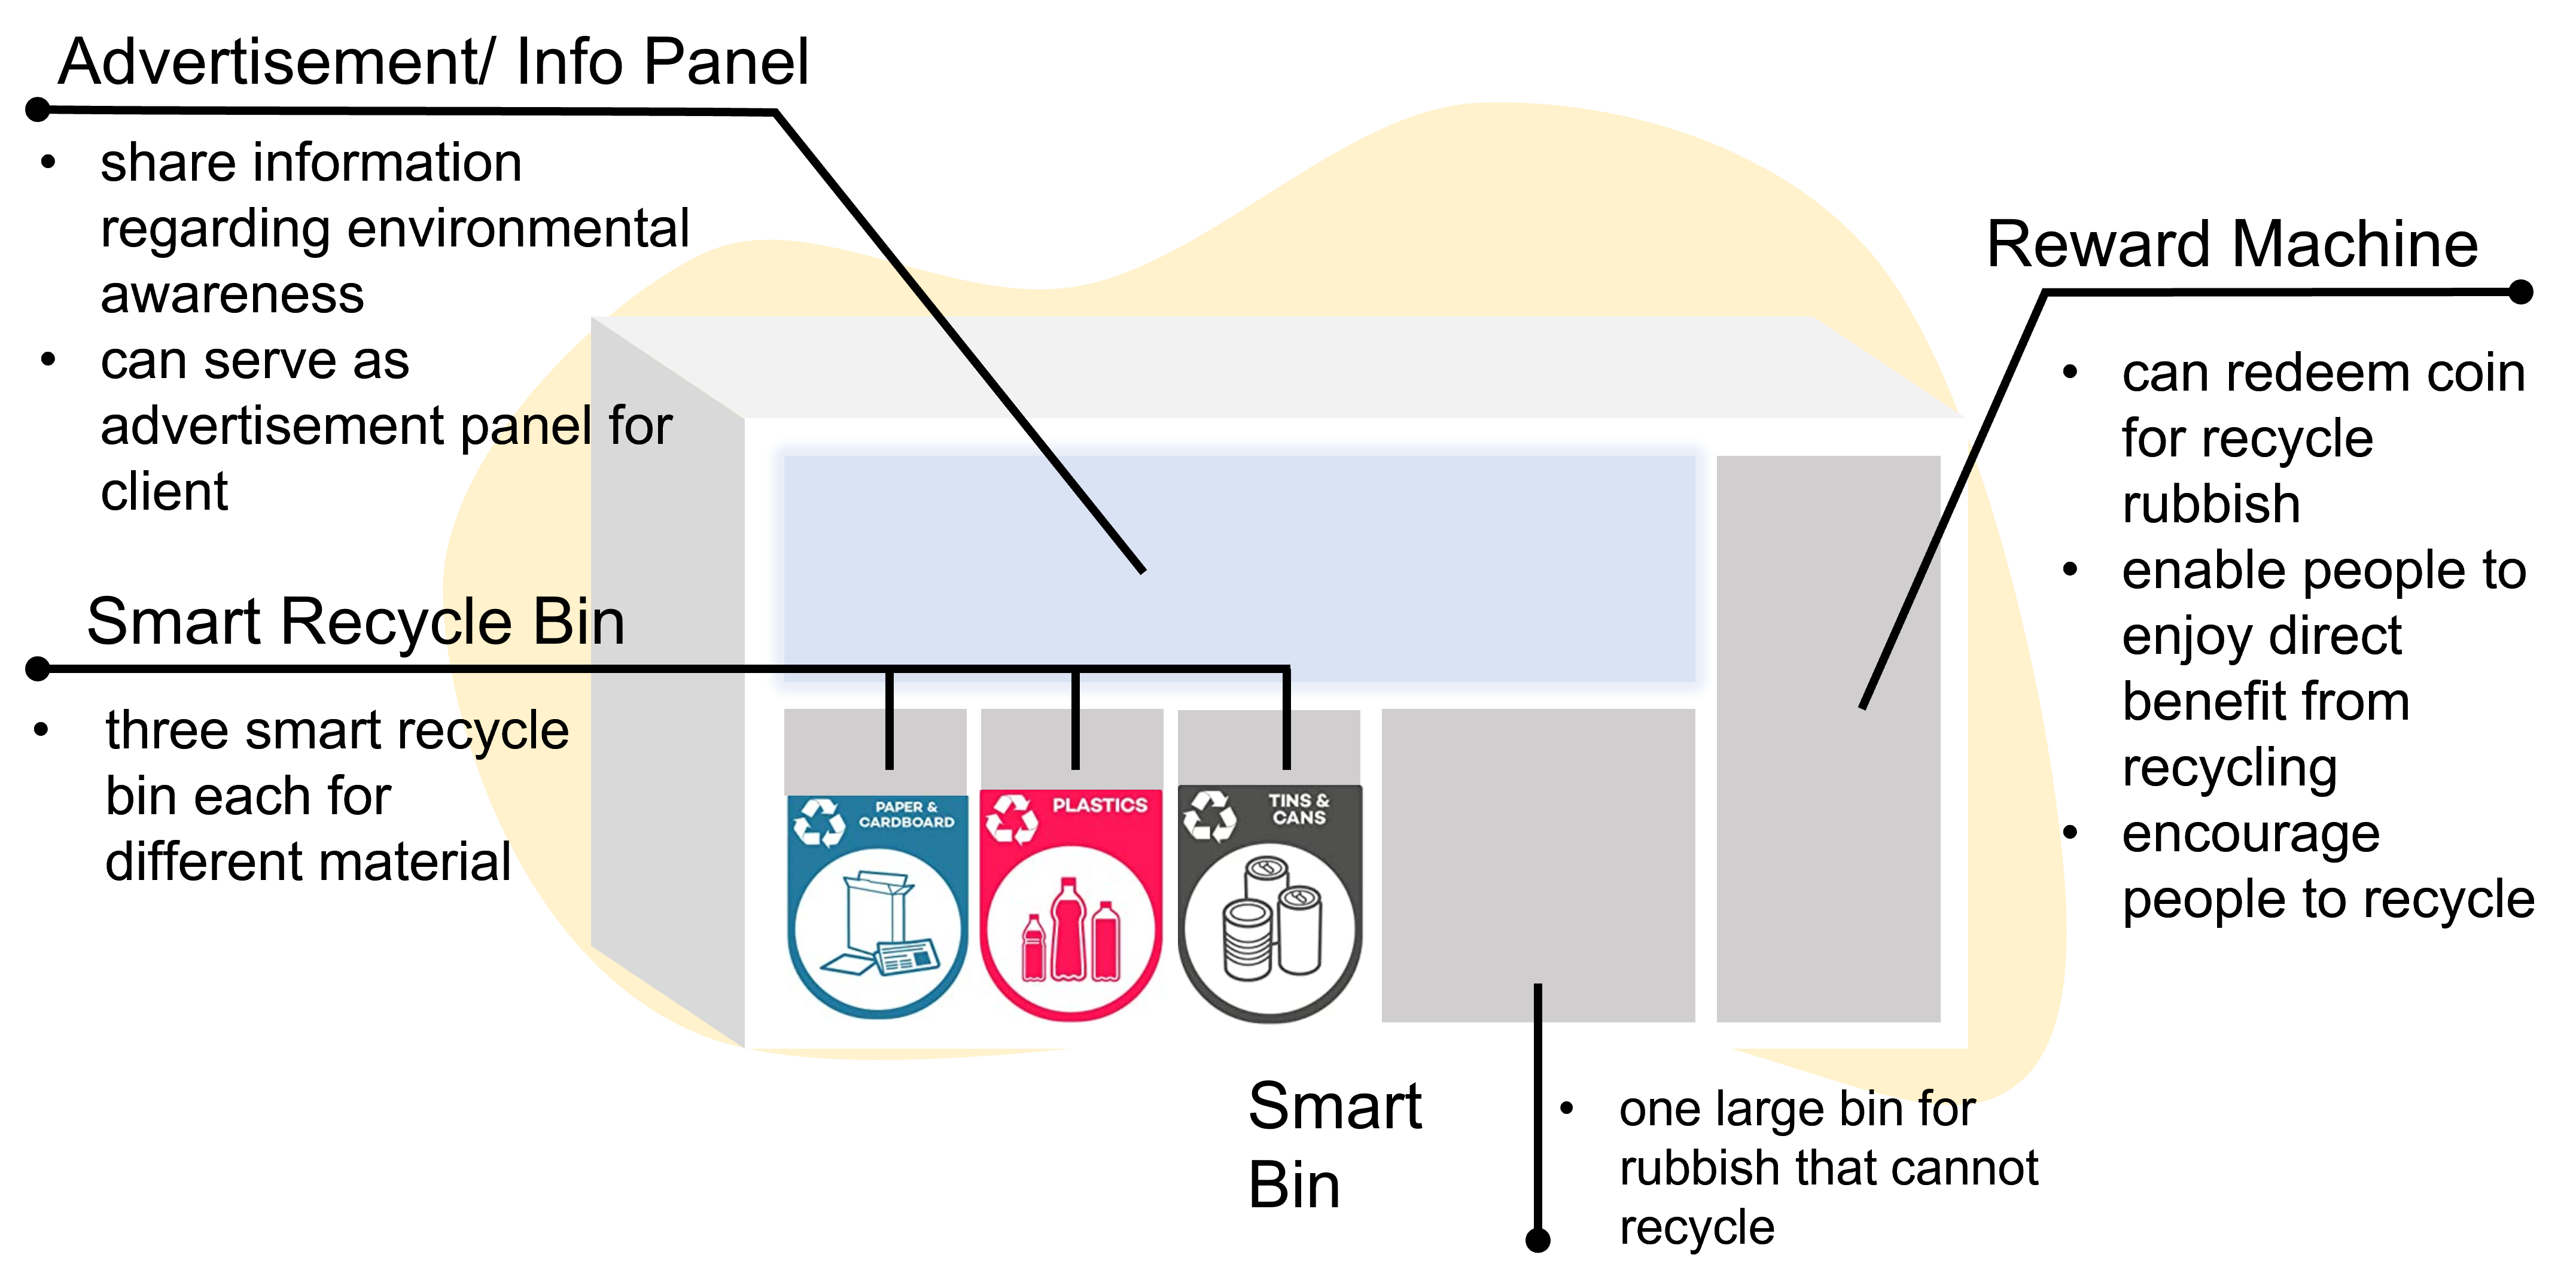 Advertisement/ Info Panel
• share information
regarding environmental
awareness
• can serve as
advertisement panel for
client
Smart Recycle Bin
• three smart recycle
bin each for
different material
PAPER &
CARDBOARD
PLASTICS
TINS &
CANS
Reward Machine
• can redeem coin
for recycle
rubbish
• enable people to
enjoy direct
benefit from
recycling
• encourage
people to recycle
Smart
Bin
• one large bin for
rubbish that cannot
recycle